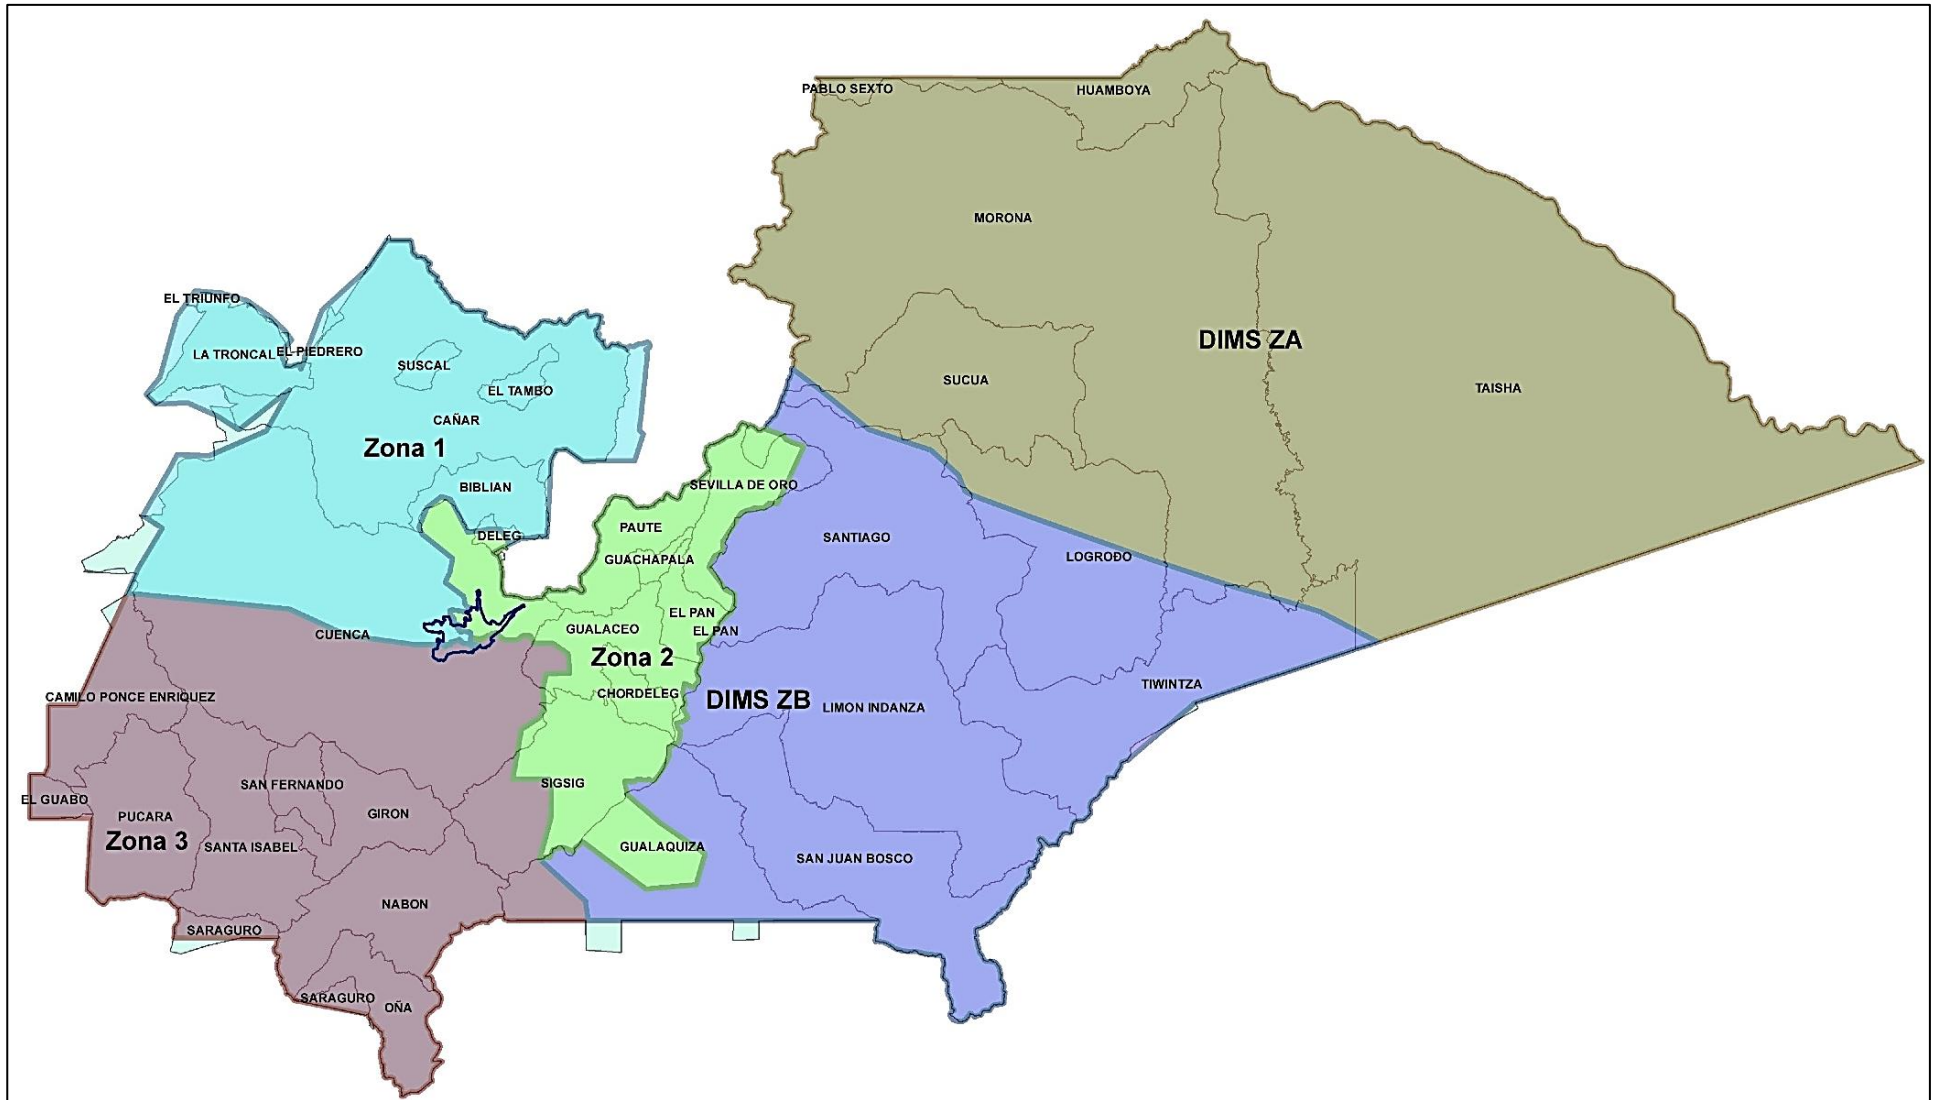 PABLO SEXTO
HUAMBOYA
MORONA
EL TRIUNFO
DIMS ZA
LA TRONCAL
EL PIEDRERO
SUSCAL
SUCUA
TAISHA
EL TAMBO
CAÑAR
Zona 1
BIBLIAN
SEVILLA DE ORO
PAUTE
DELEG
SANTIAGO
GUACHAPALA
LOGROÐO
EL PAN
GUALACEO
EL PAN
CUENCA
Zona 2
TIWINTZA
CHORDELEG
CAMILO PONCE ENRIQUEZ
DIMS ZB
LIMON INDANZA
SAN FERNANDO
SIGSIG
EL GUABO
PUCARA
GIRON
Zona 3
SANTA ISABEL
GUALAQUIZA
SAN JUAN BOSCO
NABON
SARAGURO
SARAGURO
OÑA